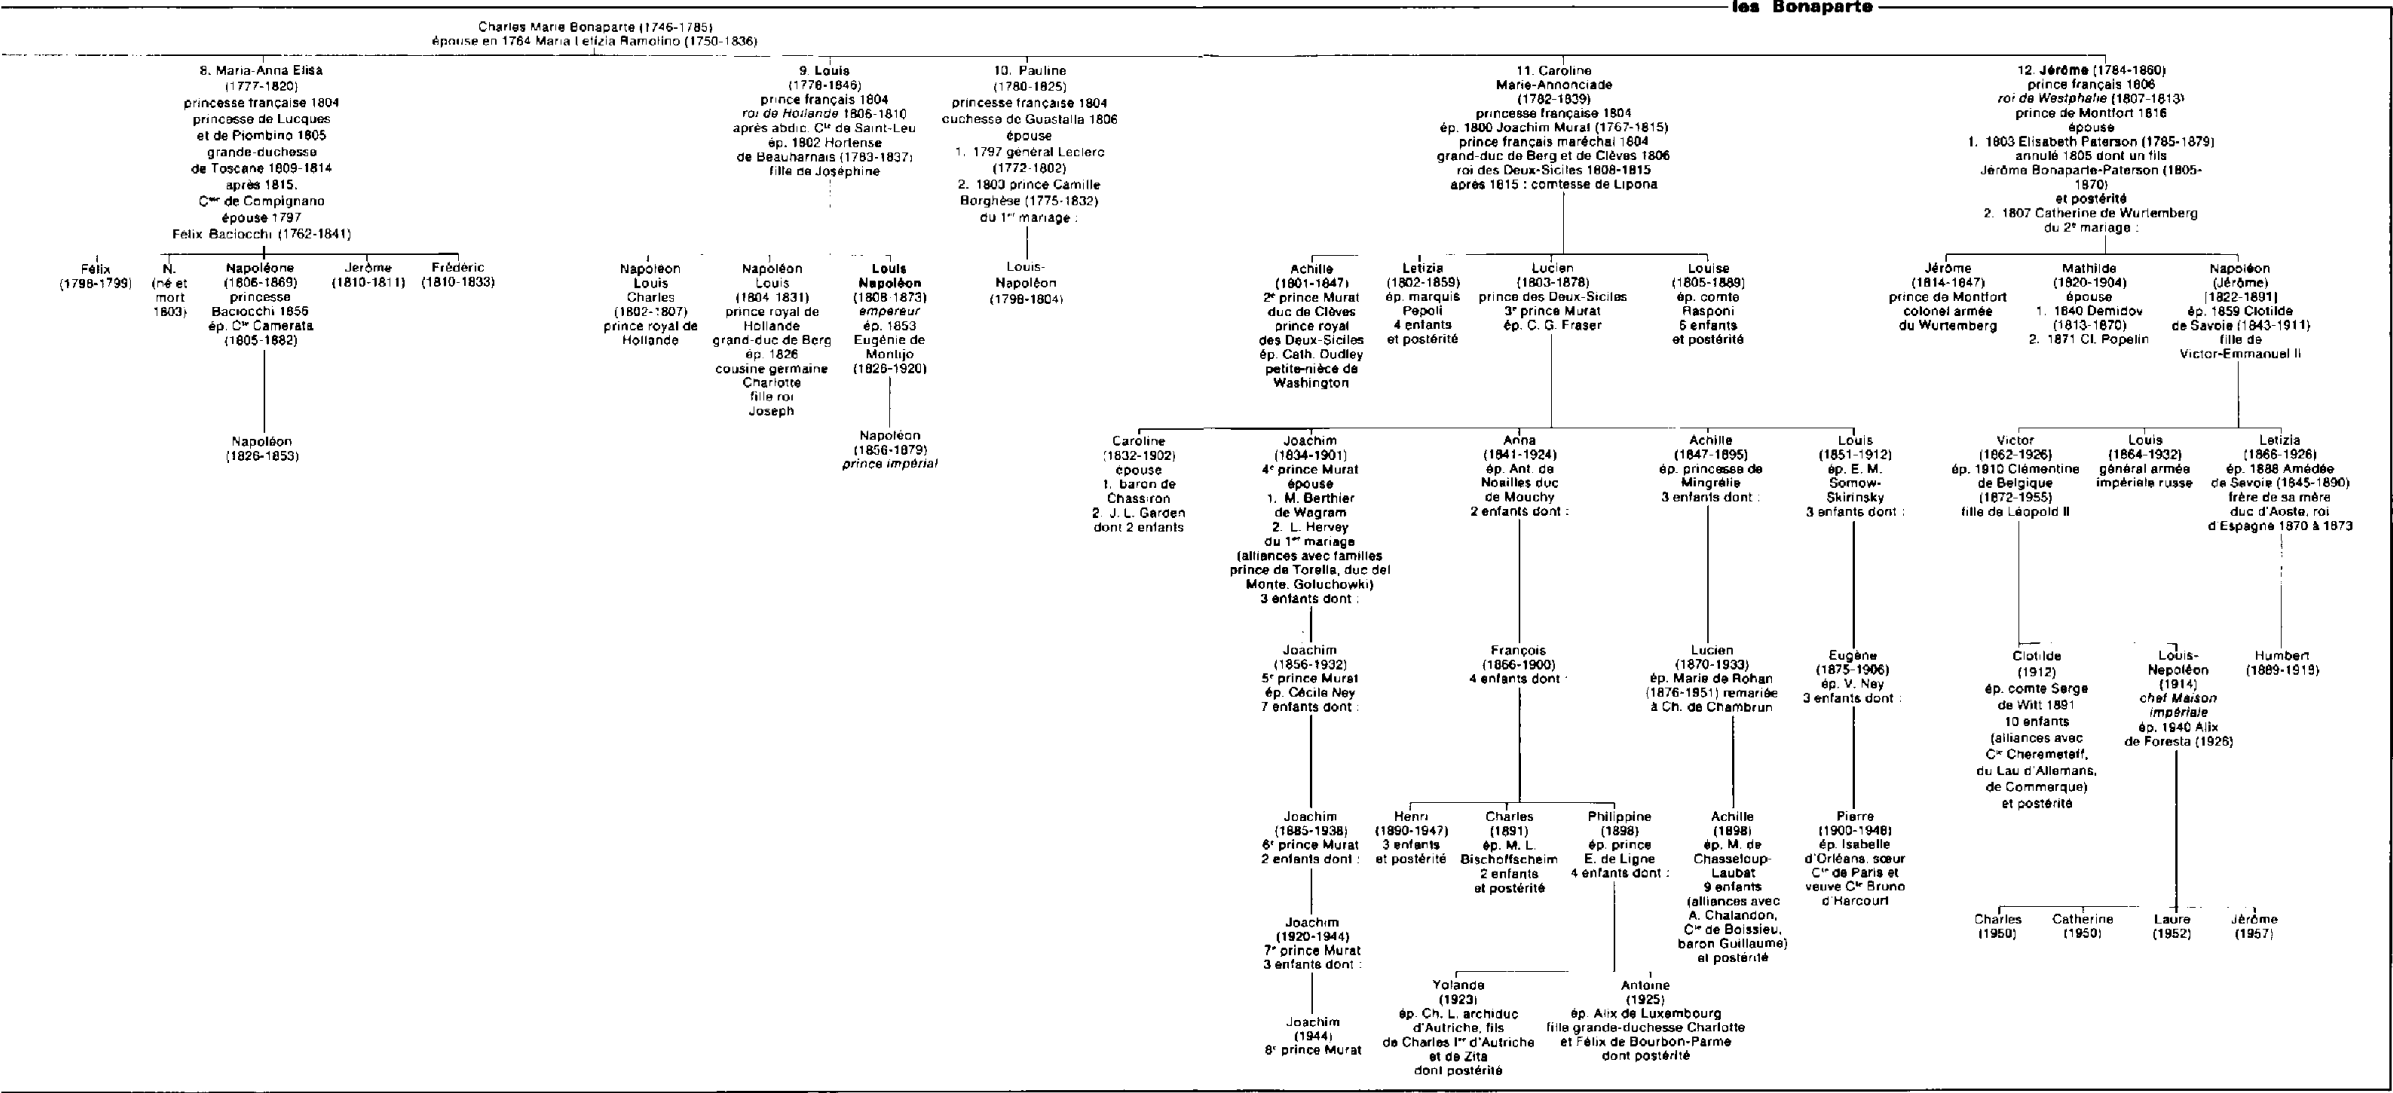 les Bonaparte
Charles Marie Bonaparte (1746-1785)
épouse en 1764 Maria Letizia Ramolino (1750-1836)
8. Maria-Anna Elisa
(1777-1820)
princesse française 1804
princesse de Lucques
et de Piombino 1805
grande-duchesse
de Toscane 1809-1814
après 1815,
Ctesse de Compignano
épouse 1797
Félix Baciocchi (1762-1841)
Félix
(1798-1799)
N.
(né et
mort
1803)
Napoléone
(1806-1869)
princesse
Baciocchi 1856
ép. Cte Camerata
(1805-1882)
Jerôme
(1810-1811)
Frédéric
(1810-1833)
Napoléon
(1826-1853)
9. Louis
(1778-1846)
prince français 1804
roi de Hollande 1806-1810
après abdic. Cte de Saint-Leu
ép. 1802 Hortense
de Beauharnais (1783-1837)
fille de Joséphine
Napoléon
Louis
Charles
(1802-1807)
prince royal de
Hollande
Napoléon
Louis
(1804-1831)
prince royal de
Hollande
grand-duc de Berg
ép. 1826
cousine germaine
Charlotte
fille roi
Joseph
Louis
Napoléon
(1808-1873)
empereur
ép. 1853
Eugénie de
Montijo
(1826-1920)
Napoléon
(1856-1879)
prince impérial
10. Pauline
(1780-1825)
princesse française 1804
duchesse de Guastalla 1806
épouse
1. 1797 général Leclerc
(1772-1802)
2. 1803 prince Camille
Borghèse (1775-1832)
du 1er mariage :
Louis-
Napoléon
(1798-1804)
11. Caroline
Marie-Annonciade
(1782-1839)
princesse française 1804
ép. 1800 Joachim Murat (1767-1815)
prince français maréchal 1804
grand-duc de Berg et de Clèves 1806
roi des Deux-Siciles 1808-1815
après 1815 : comtesse de Lipona
Achille
(1801-1847)
2e prince Murat
duc de Clèves
prince royal
des Deux-Siciles
ép. Cath. Dudley
petite-nièce de
Washington
Letizia
(1802-1859)
ép. marquis
Pepoli
4 enfants
et postérité
Lucien
(1803-1878)
prince des Deux-Siciles
3e prince Murat
ép. C. G. Fraser
Louise
(1805-1889)
ép. comte
Rasponi
5 enfants
et postérité
Caroline
(1832-1902)
épouse
1. baron de
Chassiron
2. J. L. Garden
dont 2 enfants
Joachim
(1834-1901)
4e prince Murat
épouse
1. M. Berthier
de Wagram
2. L. Hervey
du 1er mariage
(alliances avec familles
prince de Torella, duc del
Monte, Goluchowki)
3 enfants dont :
Joachim
(1856-1932)
5e prince Murat
ép. Cécile Ney
7 enfants dont :
Joachim
(1885-1938)
6e prince Murat
2 enfants dont :
Joachim
(1920-1944)
7e prince Murat
3 enfants dont :
Joachim
(1944)
8e prince Murat
Anna
(1841-1924)
ép. Ant. de
Noailles duc
de Mouchy
2 enfants dont :
François
(1866-1900)
4 enfants dont :
Henri
(1890-1947)
3 enfants
et postérité
Charles
(1891)
ép. M. L.
Bischoffscheim
2 enfants
et postérité
Philippine
(1898)
ép. prince
E. de Ligne
4 enfants dont :
Yolande
(1923)
ép. Ch. L. archiduc
d'Autriche, fils
de Charles Ier d'Autriche
et de Zita
dont postérité
Antoine
(1925)
ép. Alix de Luxembourg
fille grande-duchesse Charlotte
et Félix de Bourbon-Parme
dont postérité
Achille
(1847-1895)
ép. princesse de
Mingrélie
3 enfants dont :
Lucien
(1870-1933)
ép. Marie de Rohan
(1876-1951) remariée
à Ch. de Chambrun
Achille
(1898)
ép. M. de
Chasseloup-
Laubat
9 enfants
(alliances avec
A. Chalandon,
Cte de Boissieu,
baron Guillaume)
et postérité
Louis
(1851-1912)
ép. E. M.
Somow-
Skirinsky
3 enfants dont :
Eugène
(1875-1906)
ép. V. Ney
3 enfants dont :
Pierre
(1900-1948)
ép. Isabelle
d'Orléans, sœur
Cte de Paris et
veuve Cte Bruno
d'Harcourt
12. Jérôme (1784-1860)
prince français 1806
roi de Westphalie (1807-1813)
prince de Montfort 1816
épouse
1. 1803 Elisabeth Paterson (1785-1879)
annulé 1805 dont un fils
Jérôme Bonaparte-Paterson (1805-
1870)
et postérité
2. 1807 Catherine de Wurtemberg
du 2e mariage :
Jérôme
(1814-1847)
prince de Montfort
colonel armée
du Wurtemberg
Mathilde
(1820-1904)
épouse
1. 1840 Demidov
(1813-1870)
2. 1871 Cl. Popelin
Napoléon
(Jérôme)
[1822-1891]
ép. 1859 Clotilde
de Savoie (1843-1911)
fille de
Victor-Emmanuel II
Victor
(1862-1926)
ép. 1910 Clémentine
de Belgique
(1872-1955)
fille de Léopold II
Louis
(1864-1932)
général armée
impériale russe
Letizia
(1866-1926)
ép. 1888 Amédée
de Savoie (1845-1890)
frère de sa mère
duc d'Aoste, roi
d'Espagne 1870 à 1873
Clotilde
(1912)
ép. comte Serge
de Witt 1891
10 enfants
(alliances avec
Cte Cheremeteff,
du Lau d'Allemans,
de Commerque)
et postérité
Louis-
Napoléon
(1914)
chef Maison
impériale
ép. 1940 Alix
de Foresta (1926)
Humbert
(1889-1918)
Charles
(1950)
Catherine
(1950)
Laure
(1952)
Jérôme
(1957)